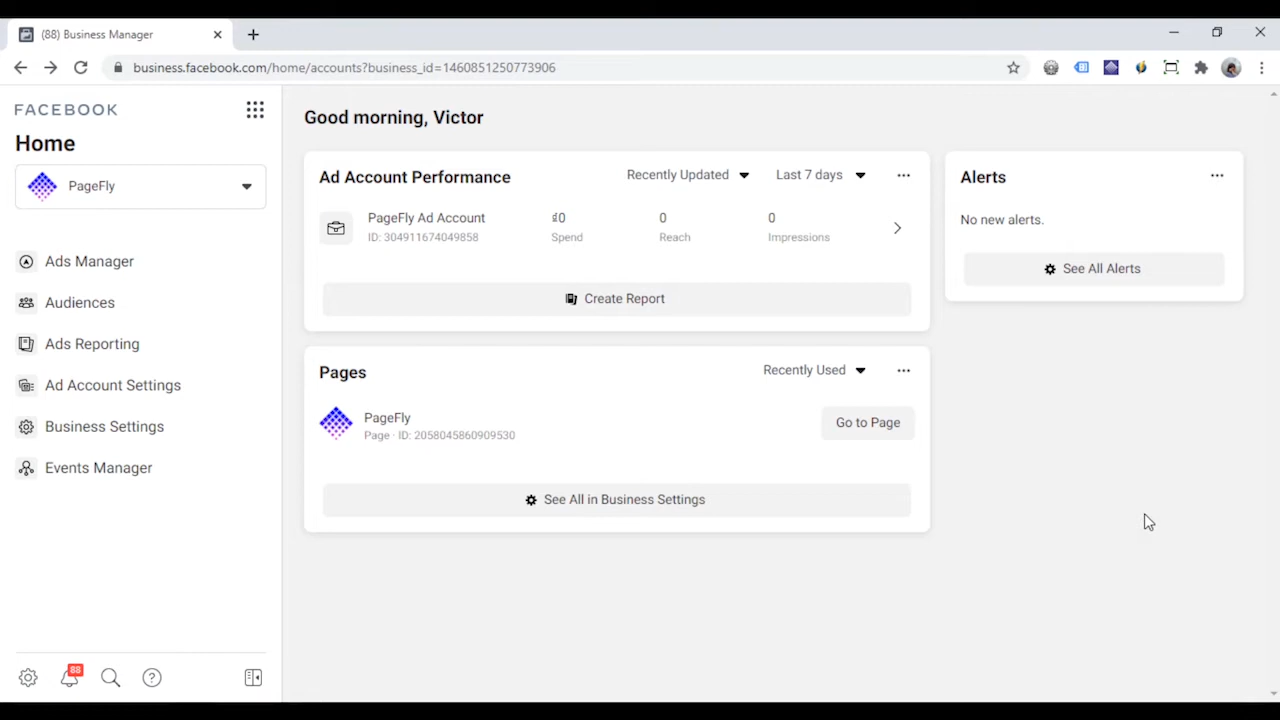 (88) Business Manager
business.facebook.com/home/accounts?business_id=1460851250773906
FACEBOOK
Home
PageFly
Ads Manager
Audiences
Ads Reporting
Ad Account Settings
Business Settings
Events Manager
88
Good morning, Victor
Ad Account Performance
Recently Updated
Last 7 days
PageFly Ad Account
ID: 304911674049858
₫0
Spend
0
Reach
0
Impressions
Create Report
Pages
Recently Used
PageFly
Page · ID: 2058045860909530
Go to Page
See All in Business Settings
Alerts
No new alerts.
See All Alerts